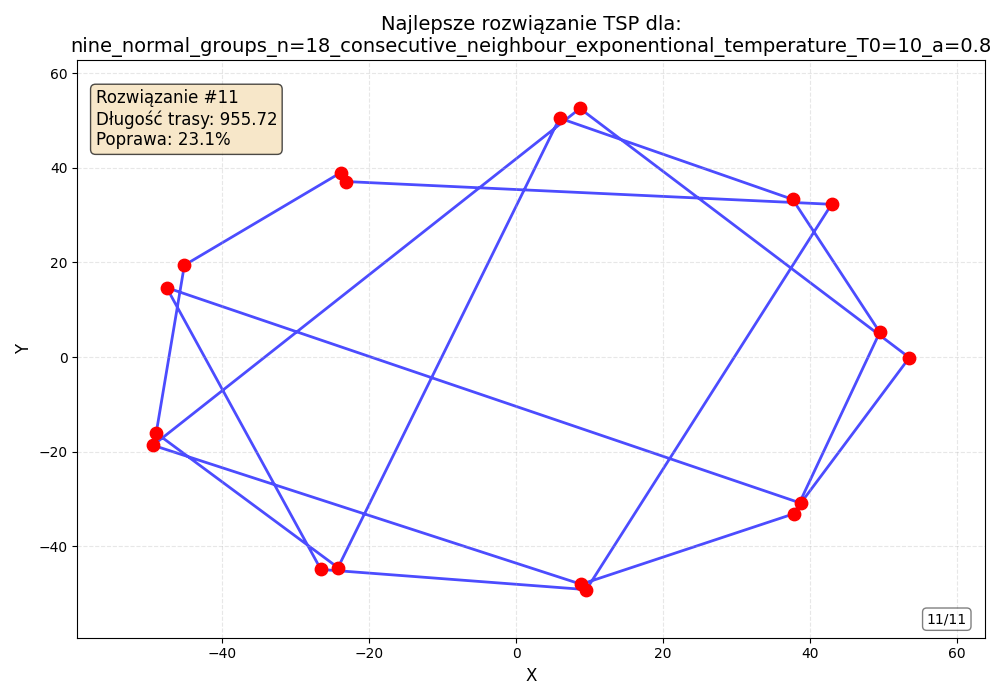 Najlepsze rozwiązanie TSP dla:
nine_normal_groups_n=18_consecutive_neighbour_exponentional_temperature_T0=10_a=0.8
Rozwiązanie #11
Długość trasy: 955.72
Poprawa: 23.1%
60
40
20
0
−20
−40
Y
11/11
−40
−20
0
20
40
60
X